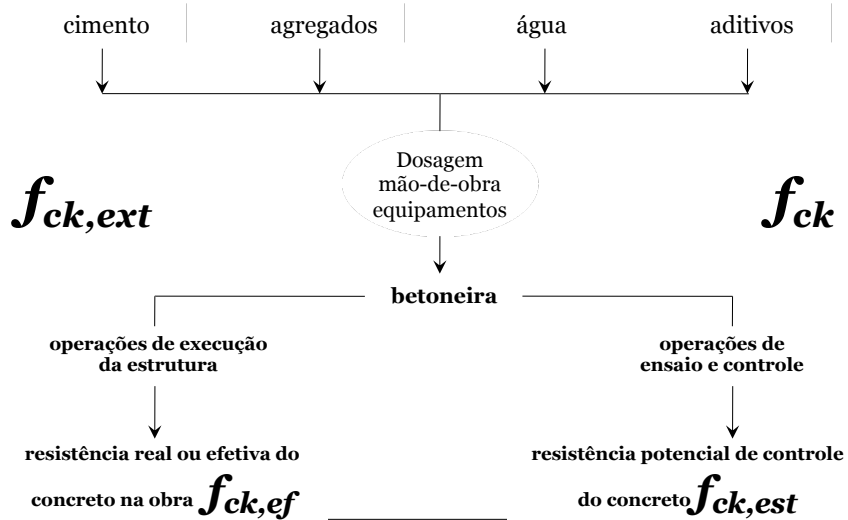 cimento
agregados
água
aditivos
Dosagem
mão-de-obra
equipamentos
fck,ext
fck
betoneira
operações de execução
da estrutura
operações de
ensaio e controle
resistência real ou efetiva do
concreto na obra fck,ef
resistência potencial de controle
do concreto fck,est